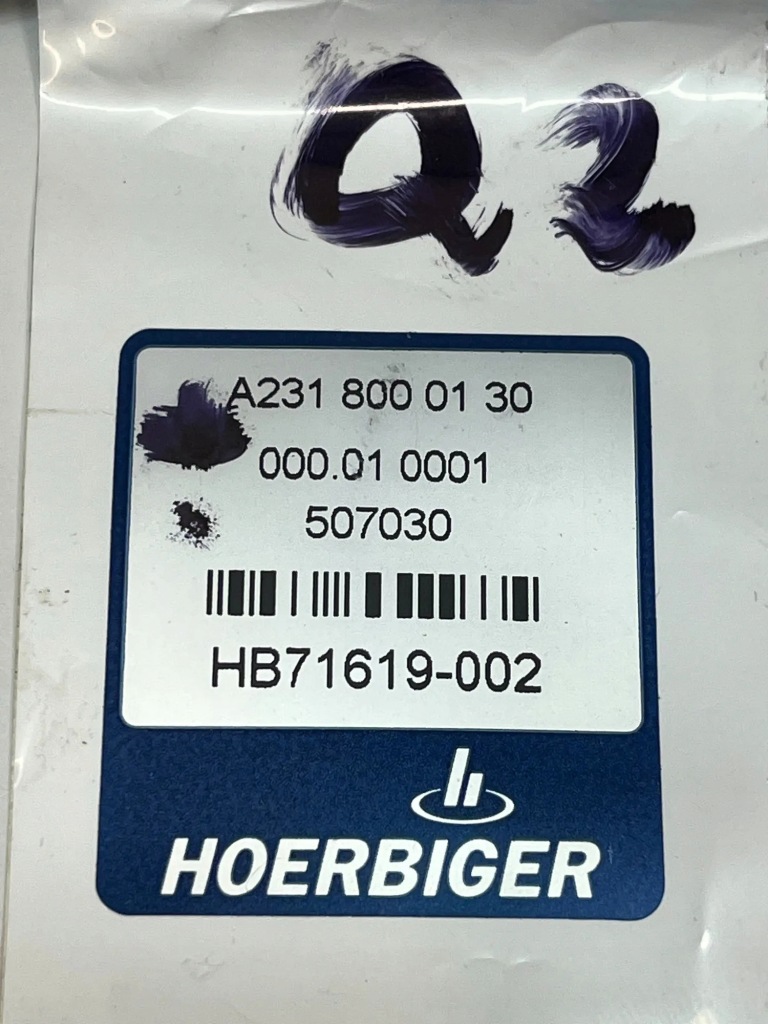 Q2
A231 800 01 30
000.01 0001
507030
HB71619-002
HOERBIGER